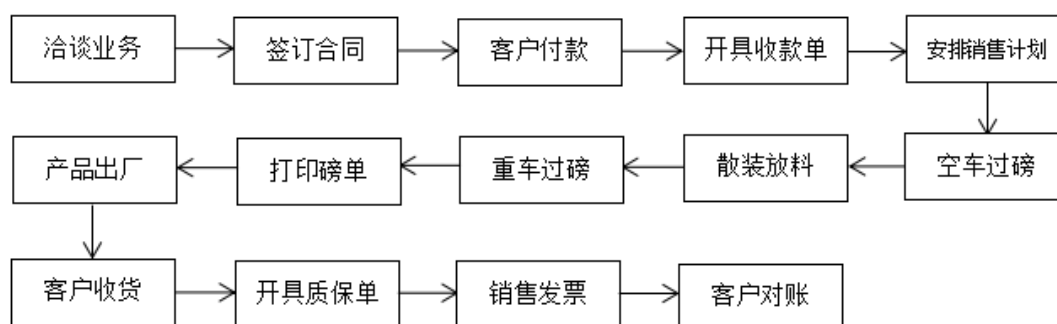 洽谈业务
签订合同
客户付款
开具收款单
安排销售计划
空车过磅
散装放料
重车过磅
打印磅单
产品出厂
客户收货
开具质保单
销售发票
客户对账